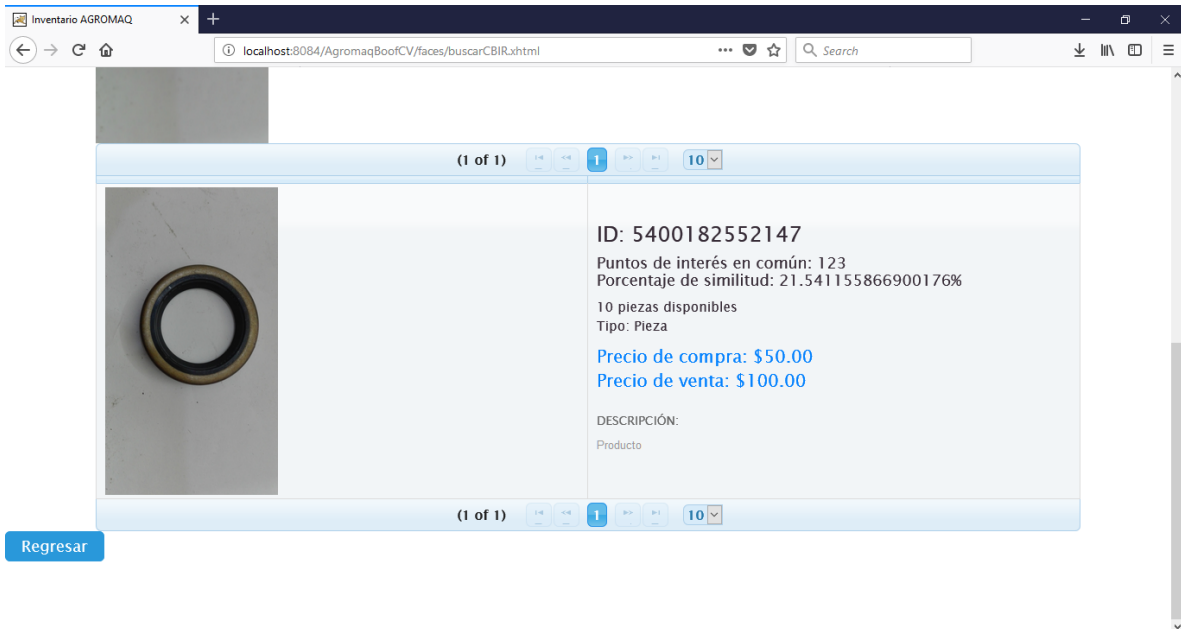 Inventario AGROMAQ
localhost:8084/AgromaqBoofCV/faces/buscarCBIR.xhtml
Search
(1 of 1) 1 10
ID: 5400182552147
Puntos de interés en común: 123
Porcentaje de similitud: 21.541155866900176%
10 piezas disponibles
Tipo: Pieza
Precio de compra: $50.00
Precio de venta: $100.00
DESCRIPCIÓN:
Producto
(1 of 1) 1 10
Regresar